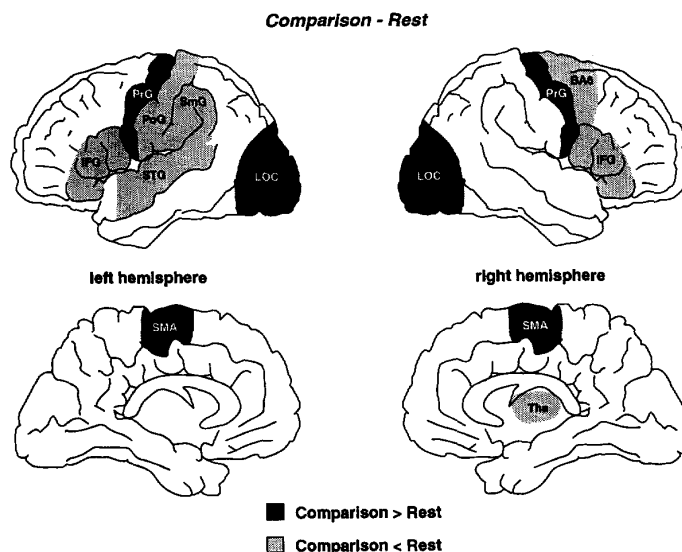 Comparison - Rest
PrG
SmG
PoG
IFG
STG
LOC
BA6
PrG
IFG
LOC
left hemisphere
right hemisphere
SMA
SMA
Tha
Comparison > Rest
Comparison < Rest